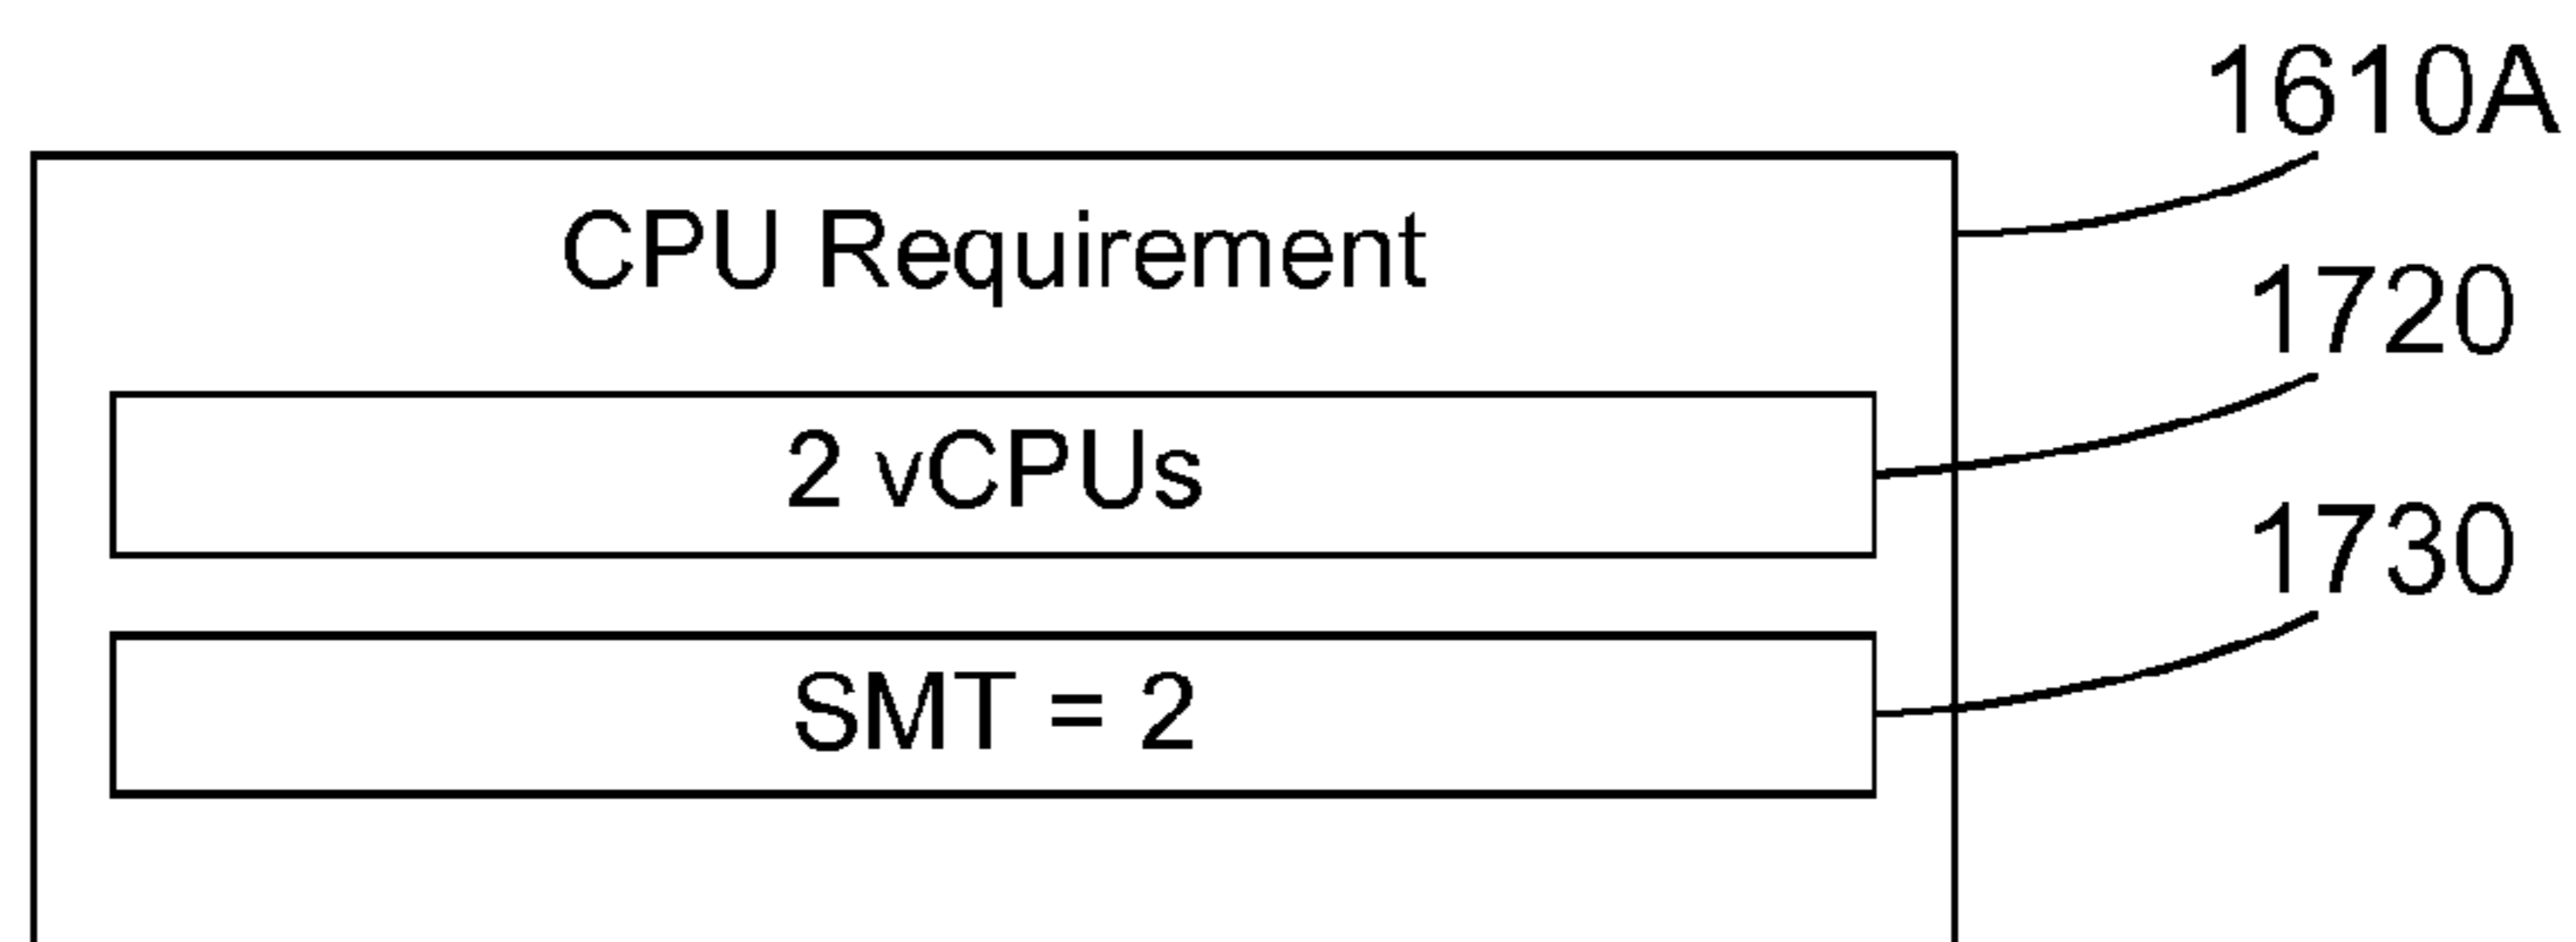 1610A
CPU Requirement
1720
2 vCPUs
1730
SMT = 2